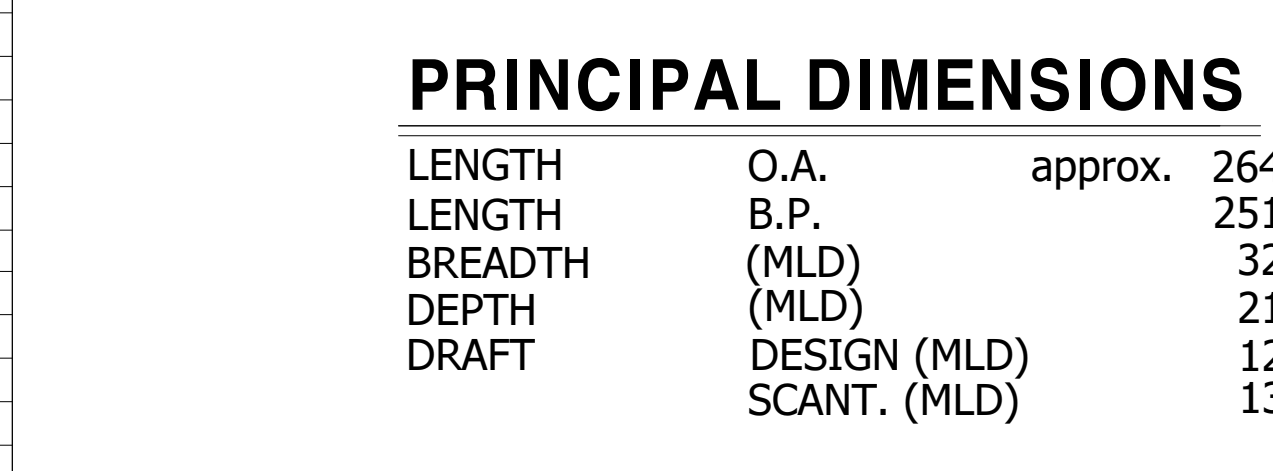 PRINCIPAL DIMENSIONS
LENGTH O.A. approx. 264
LENGTH B.P. 251
BREADTH (MLD) 32
DEPTH (MLD) 21
DRAFT DESIGN (MLD) 12
SCANT. (MLD) 13